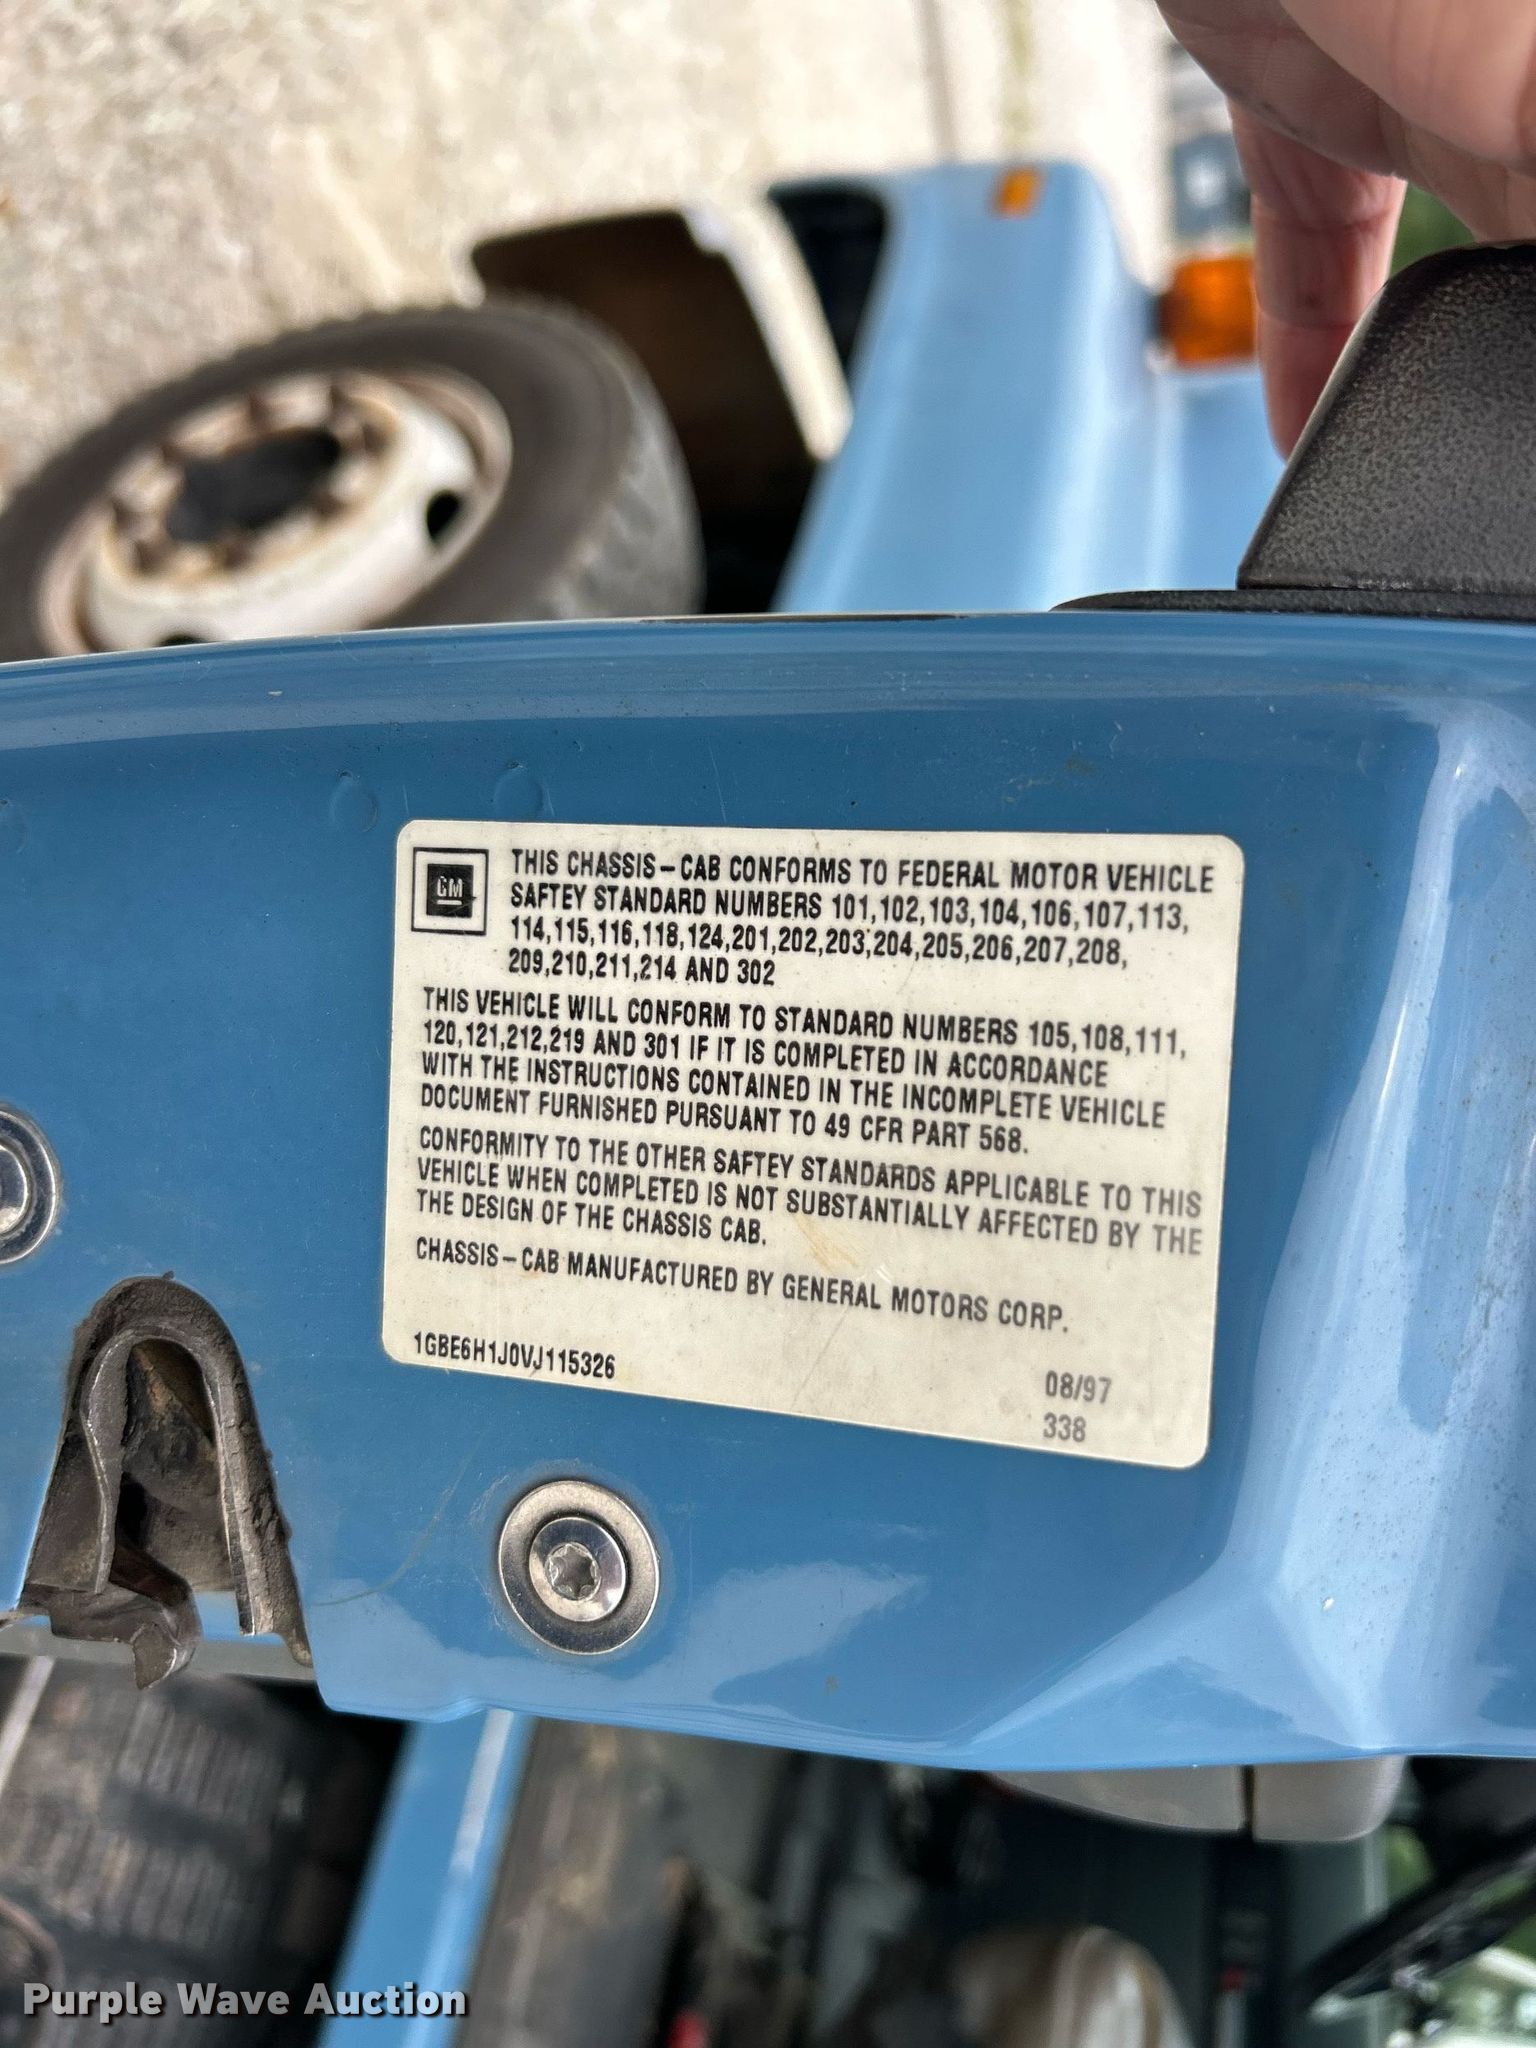 GM
THIS CHASSIS-CAB CONFORMS TO FEDERAL MOTOR VEHICLE
SAFTEY STANDARD NUMBERS 101,102,103,104,106,107,113,
114,115,116,118,124,201,202,203,204,205,206,207,208,
209,210,211,214 AND 302
THIS VEHICLE WILL CONFORM TO STANDARD NUMBERS 105,108,111,
120,121,212,219 AND 301 IF IT IS COMPLETED IN ACCORDANCE
WITH THE INSTRUCTIONS CONTAINED IN THE INCOMPLETE VEHICLE
DOCUMENT FURNISHED PURSUANT TO 49 CFR PART 568.
CONFORMITY TO THE OTHER SAFTEY STANDARDS APPLICABLE TO THIS
VEHICLE WHEN COMPLETED IS NOT SUBSTANTIALLY AFFECTED BY THE
THE DESIGN OF THE CHASSIS CAB.
CHASSIS-CAB MANUFACTURED BY GENERAL MOTORS CORP.
1GBE6H1J0VJ115326
08/97
338
Purple Wave Auction